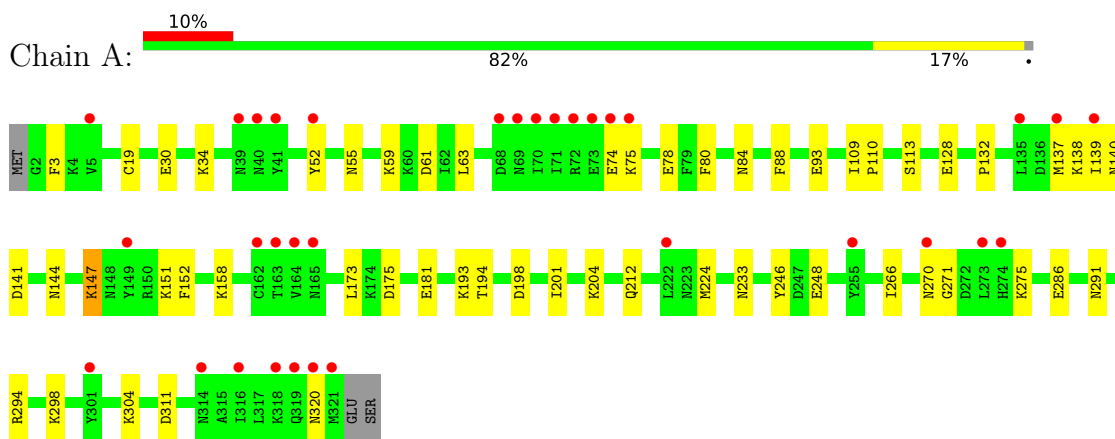 10%
Chain A:
82% 17% •
MET G2 F3 K4 V5 C19 E30 K34 N39 N40 Y41 Y52 N55 K59 K60 D61 I62 L63 D68 N69 I70 I71 R72 E73 E74 K75 E78 F79 F80 N84 F88 E93 I109 P110 S113 E128 P132 L135 D136 M137 K138 I139 N140
D141 N144 K147 N148 Y149 R150 K151 F152 K158 C162 T163 V164 N165 L173 K174 D175 E181 K193 T194 D198 I201 K204 Q212 L222 N223 M224 N233 Y246 D247 E248 Y255 I266 N270 G271 D272 L273 H274 K275 E286 N291
R294 K298 Y301 K304 D311 N314 A315 I316 L317 K318 Q319 N320 M321 GLU SER